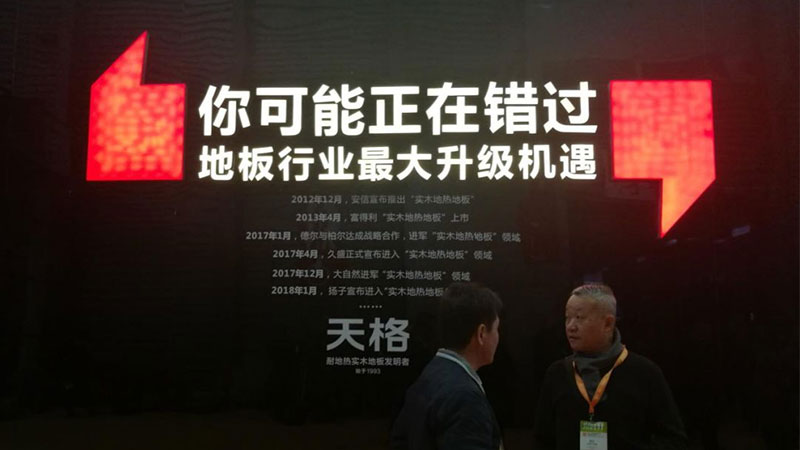 你可能正在错过
地板行业最大升级机遇
2012年12月，安信宣布推出“实木地热地板”
2013年4月，富得利“实木地热地板”上市
2017年1月，德尔与柏尔达成战略合作，进军“实木地热地板”领域
2017年4月，久盛正式宣布进入“实木地热地板”领域
2017年12月，大自然进军“实木地热地板”领域
2018年1月，扬子宣布进入“实木地热地板
……
天格
耐地热实木地板发明者
始于1993